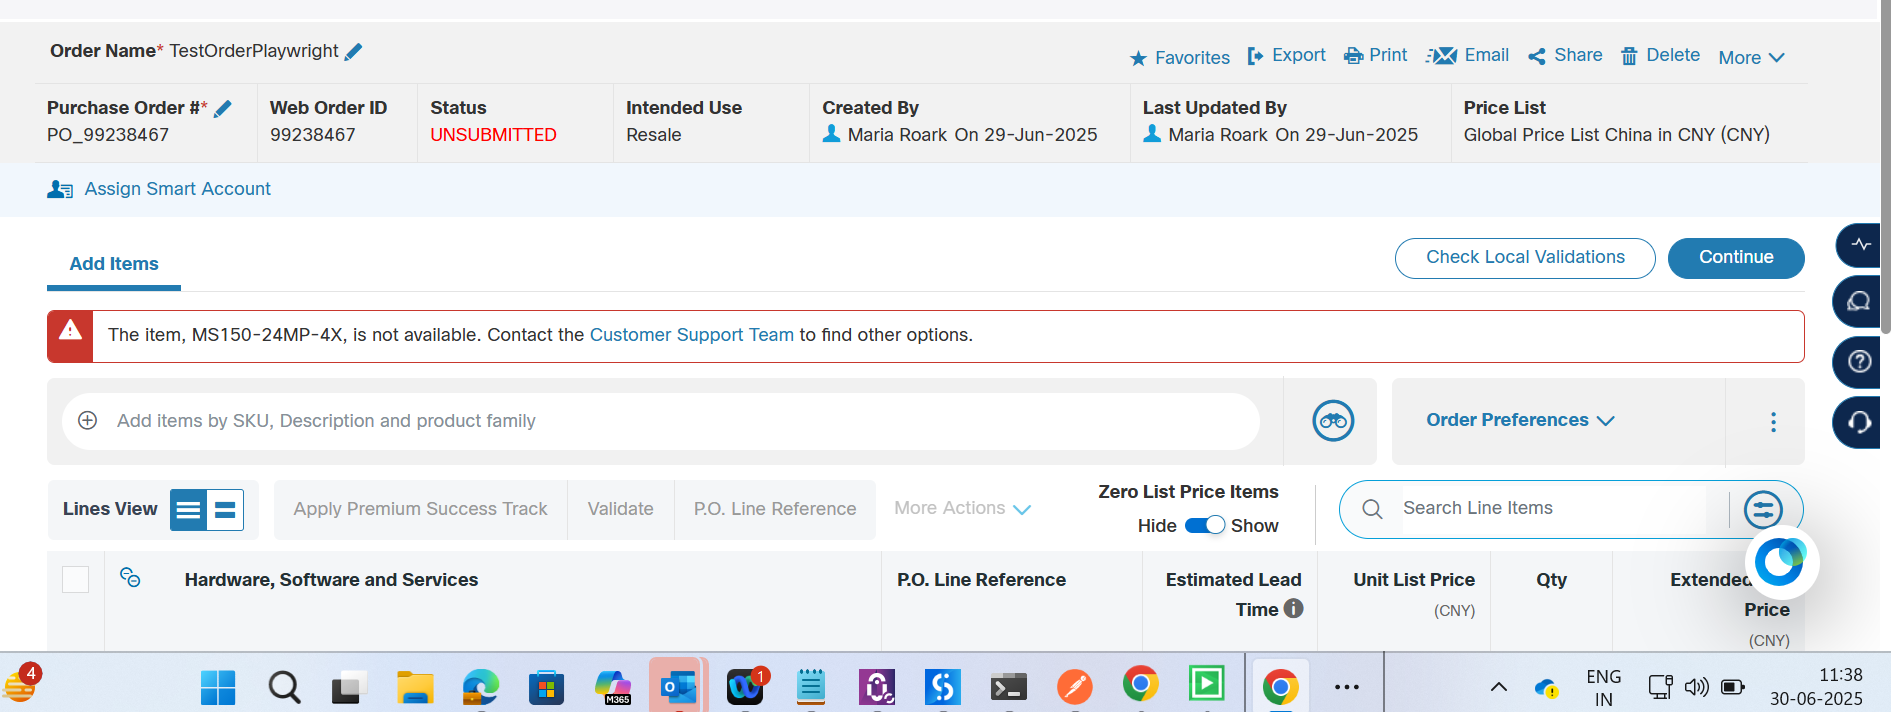 Order Name* TestOrderPlaywright
Favorites Export Print Email Share Delete More
Purchase Order #* Web Order ID Status Intended Use Created By Last Updated By Price List
PO_99238467 99238467 UNSUBMITTED Resale Maria Roark On 29-Jun-2025 Maria Roark On 29-Jun-2025 Global Price List China in CNY (CNY)
Assign Smart Account
Add Items Check Local Validations Continue
The item, MS150-24MP-4X, is not available. Contact the Customer Support Team to find other options.
Add items by SKU, Description and product family Order Preferences
Lines View Apply Premium Success Track Validate P.O. Line Reference More Actions
Zero List Price Items
Hide Show
Search Line Items
Hardware, Software and Services P.O. Line Reference Estimated Lead Time Unit List Price (CNY) Qty Extended Price (CNY)
4
M365
1
ENG
IN
11:38
30-06-2025